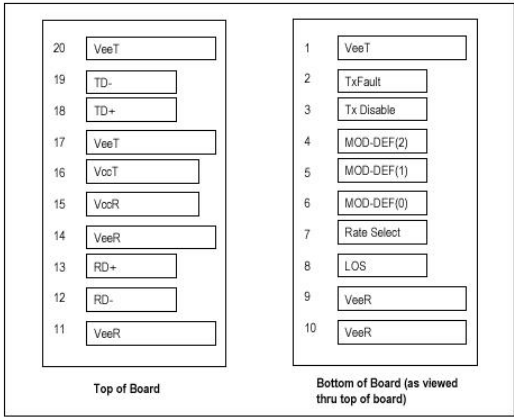 20 VeeT
19 TD-
18 TD+
17 VeeT
16 VccT
15 VccR
14 VeeR
13 RD+
12 RD-
11 VeeR
Top of Board
1 VeeT
2 TxFault
3 Tx Disable
4 MOD-DEF(2)
5 MOD-DEF(1)
6 MOD-DEF(0)
7 Rate Select
8 LOS
9 VeeR
10 VeeR
Bottom of Board (as viewed
thru top of board)